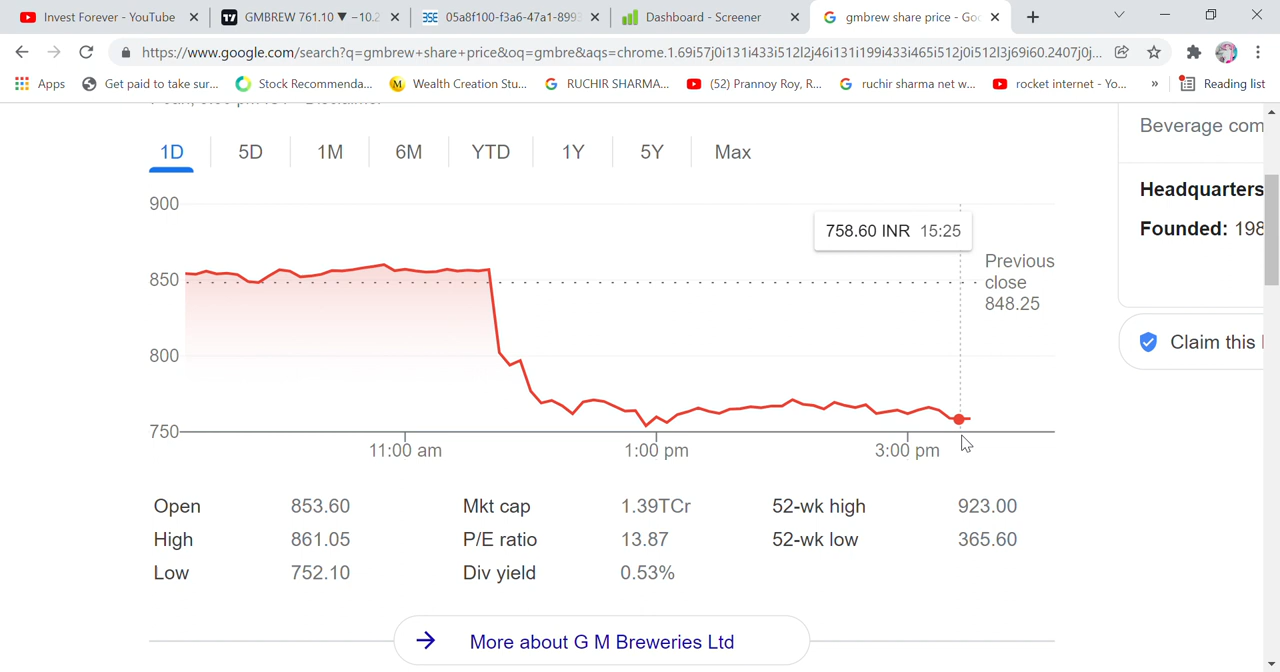 Invest Forever - YouTube
GMBREW 761.10 ▼ −10.2
05a8f100-f3a6-47a1-8993
Dashboard - Screener
gmbrew share price - Goo
https://www.google.com/search?q=gmbrew+share+price&oq=gmbre&aqs=chrome.1.69i57j0i131i433i512l2j46i131i199i433i465i512j0i512l3j69i60.2407j0j...
Apps
Get paid to take sur...
Stock Recommenda...
Wealth Creation Stu...
RUCHIR SHARMA...
(52) Prannoy Roy, R...
ruchir sharma net w...
rocket internet - Yo...
»
Reading list
1D 5D 1M 6M YTD 1Y 5Y Max
900
850
800
750
758.60 INR 15:25
Previous
close
848.25
11:00 am 1:00 pm 3:00 pm
Open 853.60 Mkt cap 1.39TCr 52-wk high 923.00
High 861.05 P/E ratio 13.87 52-wk low 365.60
Low 752.10 Div yield 0.53%
More about G M Breweries Ltd
Beverage com
Headquarters
Founded: 198
Claim this